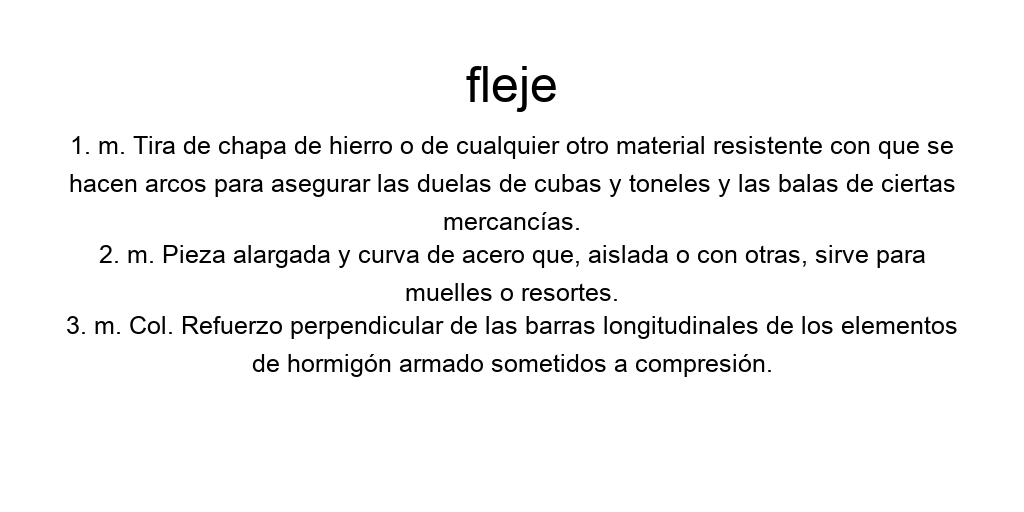 fleje
1. m. Tira de chapa de hierro o de cualquier otro material resistente con que se
hacen arcos para asegurar las duelas de cubas y toneles y las balas de ciertas
mercancías.
2. m. Pieza alargada y curva de acero que, aislada o con otras, sirve para
muelles o resortes.
3. m. Col. Refuerzo perpendicular de las barras longitudinales de los elementos
de hormigón armado sometidos a compresión.